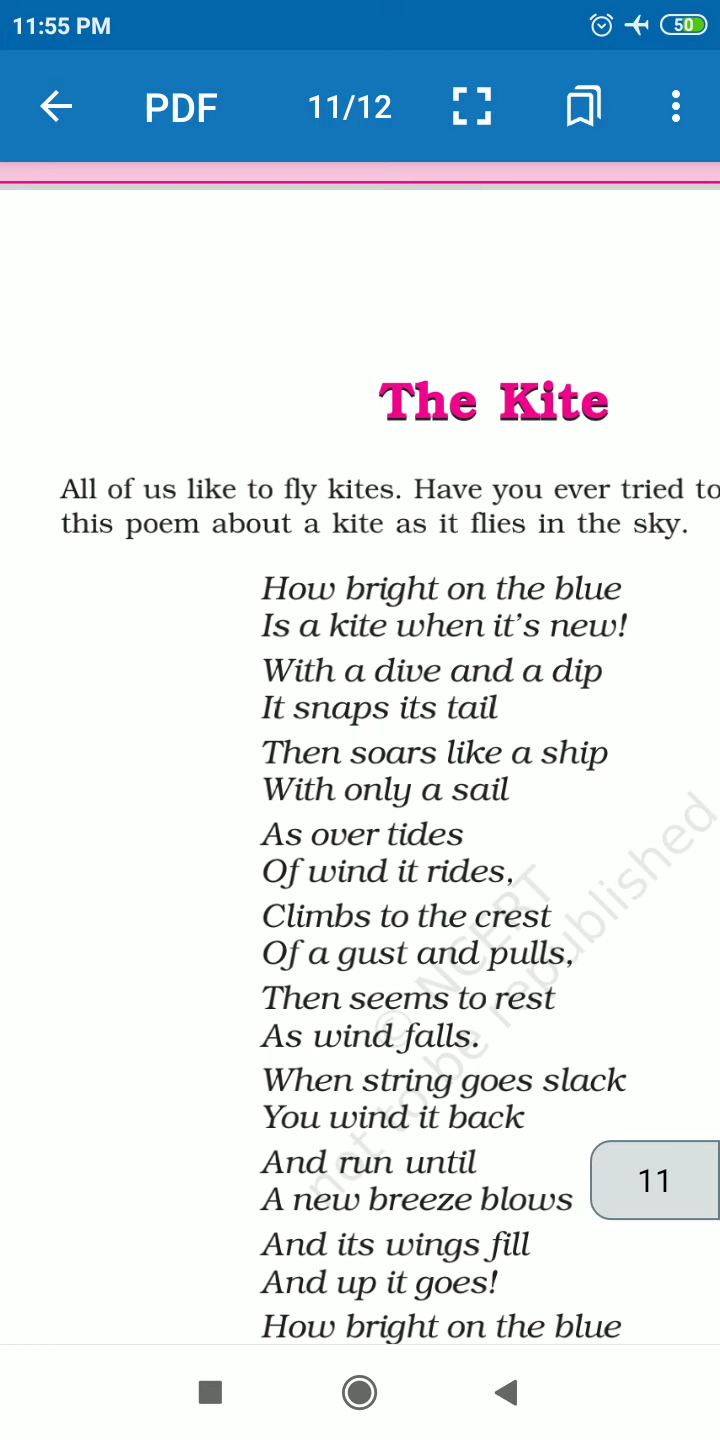 11:55 PM 50
PDF 11/12
The Kite
All of us like to fly kites. Have you ever tried to
this poem about a kite as it flies in the sky.
How bright on the blue
Is a kite when it's new!
With a dive and a dip
It snaps its tail
Then soars like a ship
With only a sail
As over tides
Of wind it rides,
Climbs to the crest
Of a gust and pulls,
Then seems to rest
As wind falls.
When string goes slack
You wind it back
And run until
A new breeze blows
And its wings fill
And up it goes!
How bright on the blue
11
© NCERT
not to be republished